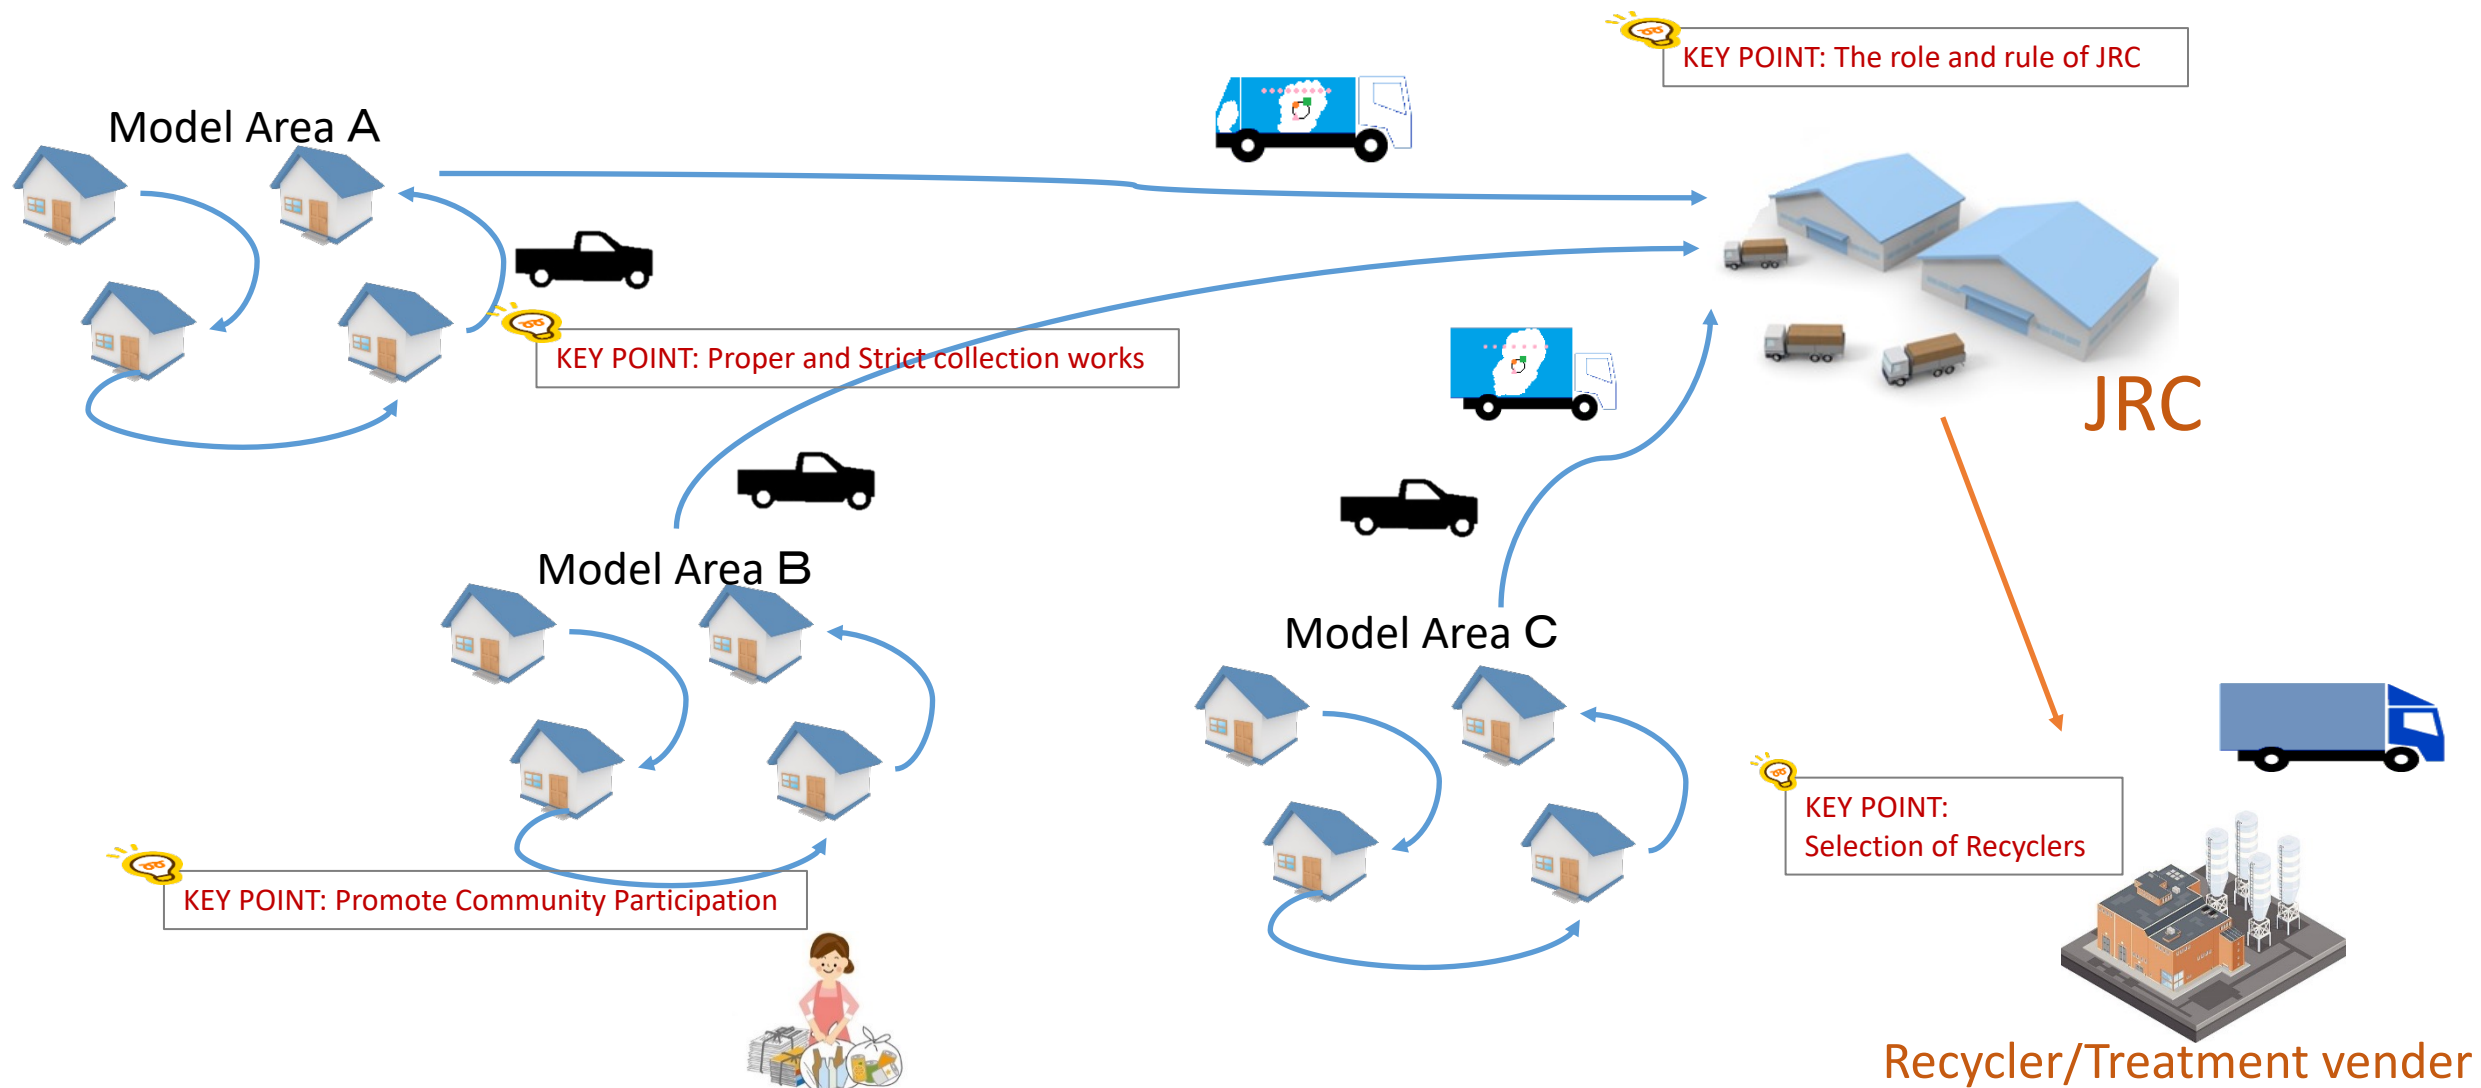 KEY POINT: The role and rule of JRC
Model Area A
KEY POINT: Proper and Strict collection works
JRC
Model Area B
Model Area C
KEY POINT:
Selection of Recyclers
KEY POINT: Promote Community Participation
Recycler/Treatment vender